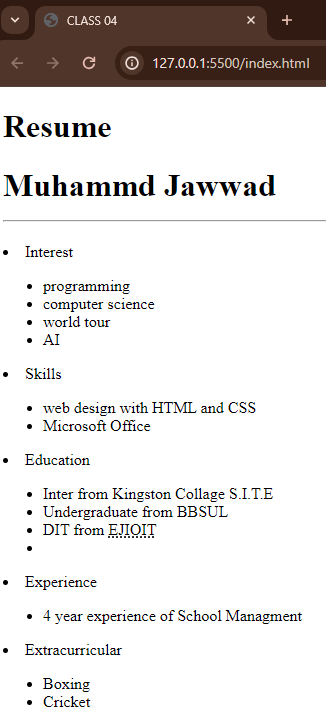 CLASS 04
127.0.0.1:5500/index.html
Resume
Muhammd Jawwad
Interest
programming
computer science
world tour
AI
Skills
web design with HTML and CSS
Microsoft Office
Education
Inter from Kingston Collage S.I.T.E
Undergraduate from BBSUL
DIT from EJIOIT
Experience
4 year experience of School Managment
Extracurricular
Boxing
Cricket